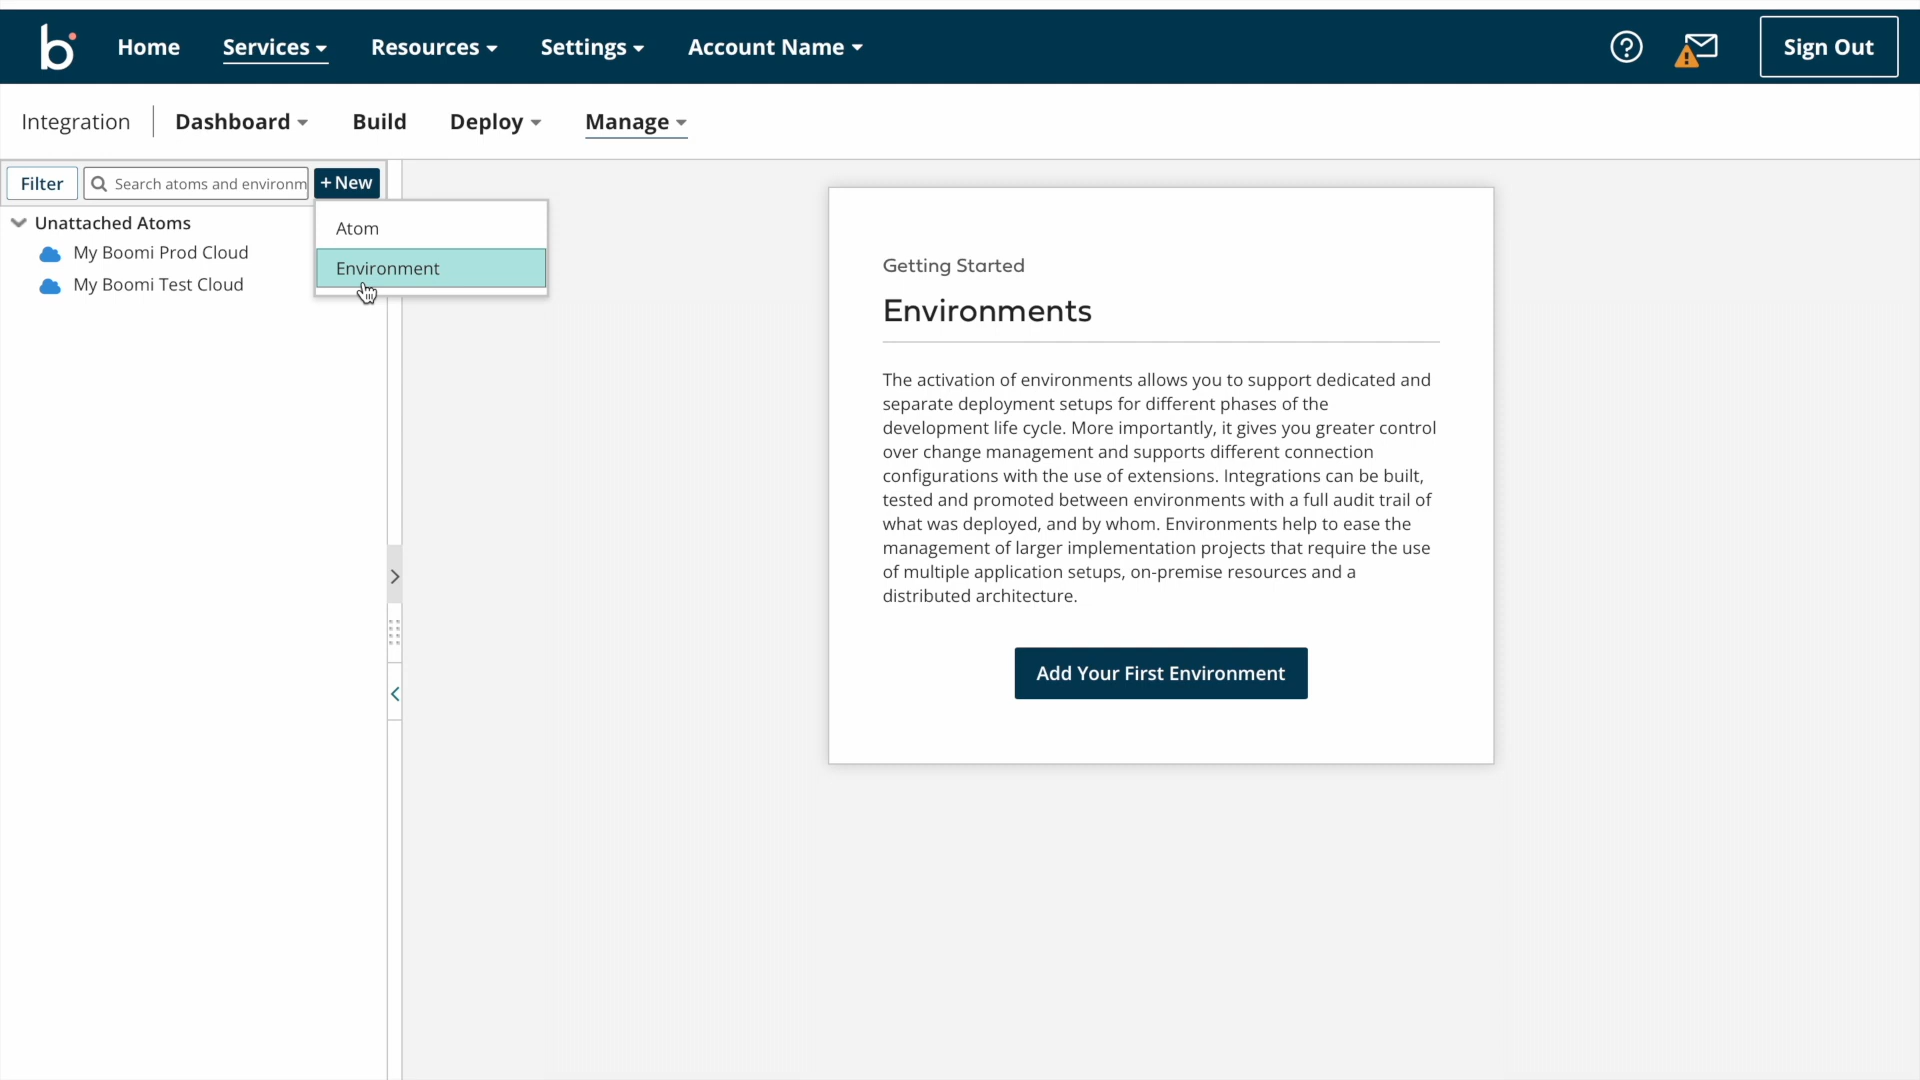 b Home Services Resources Settings Account Name ? Sign Out
Integration Dashboard Build Deploy Manage
Filter Search atoms and environm + New
Unattached Atoms
My Boomi Prod Cloud
My Boomi Test Cloud
Atom
Environment
Getting Started
Environments
The activation of environments allows you to support dedicated and
separate deployment setups for different phases of the
development life cycle. More importantly, it gives you greater control
over change management and supports different connection
configurations with the use of extensions. Integrations can be built,
tested and promoted between environments with a full audit trail of
what was deployed, and by whom. Environments help to ease the
management of larger implementation projects that require the use
of multiple application setups, on-premise resources and a
distributed architecture.
Add Your First Environment